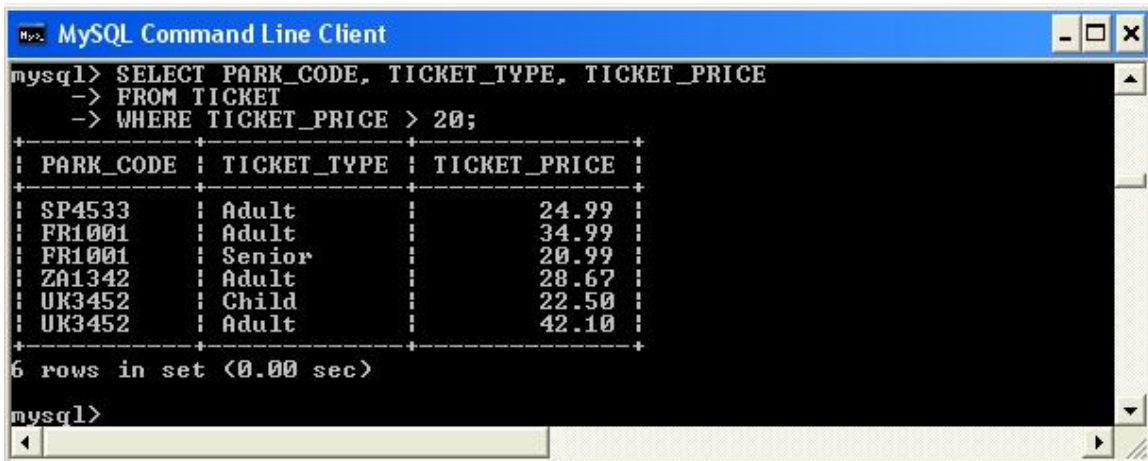 MySQL Command Line Client
mysql> SELECT PARK_CODE, TICKET_TYPE, TICKET_PRICE
-> FROM TICKET
-> WHERE TICKET_PRICE > 20;
+-----------+-------------+--------------+
| PARK_CODE | TICKET_TYPE | TICKET_PRICE |
+-----------+-------------+--------------+
| SP4533 | Adult | 24.99 |
| FR1001 | Adult | 34.99 |
| FR1001 | Senior | 20.99 |
| ZA1342 | Adult | 28.67 |
| UK3452 | Child | 22.50 |
| UK3452 | Adult | 42.10 |
+-----------+-------------+--------------+
6 rows in set (0.00 sec)
mysql>